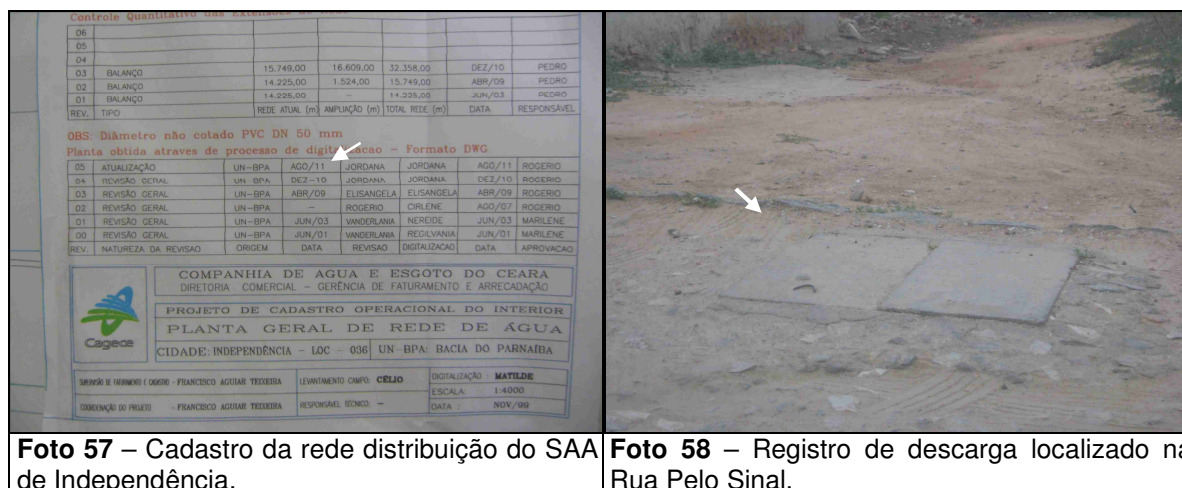 Controle Quantitativo das Extensões de
06
05
04
03 BALANÇO 15.749,00 16.609,00 32.358,00 DEZ/10 PEDRO
02 BALANÇO 14.225,00 1.524,00 15.749,00 ABR/09 PEDRO
01 BALANÇO 14.225,00 – 14.225,00 JUN/03 PEDRO
REV. TIPO REDE ATUAL (m) AMPLIAÇÃO (m) TOTAL REDE (m) DATA RESPONSÁVEL
OBS: Diâmetro não cotado PVC DN 50 mm
Planta obtida atraves de processo de digitalizacao – Formato DWG
05 ATUALIZAÇÃO UN-BPA AGO/11 JORDANA JORDANA AGO/11 ROGERIO
04 REVISÃO GERAL UN-BPA DEZ-10 JORDANA JORDANA DEZ/10 ROGERIO
03 REVISÃO GERAL UN-BPA ABR/09 ELISANGELA ELISANGELA ABR/09 ROGERIO
02 REVISÃO GERAL UN-BPA – ROGERIO CIRLENE AGO/07 ROGERIO
01 REVISÃO GERAL UN-BPA JUN/03 VANDERLANIA NEREIDE JUN/03 MARILENE
00 REVISÃO GERAL UN-BPA JUN/01 VANDERLANIA REGILVANIA JUN/01 MARILENE
REV. NATUREZA DA REVISAO ORIGEM DATA REVISAO DIGITALIZACAO DATA APROVACAO
Cagece
COMPANHIA DE AGUA E ESGOTO DO CEARA
DIRETORIA COMERCIAL – GERÊNCIA DE FATURAMENTO E ARRECADAÇÃO
PROJETO DE CADASTRO OPERACIONAL DO INTERIOR
PLANTA GERAL DE REDE DE ÁGUA
CIDADE: INDEPENDÊNCIA – LOC – 036 UN-BPA: BACIA DO PARNAÍBA
SUPERVISÃO DE FATURAMENTO E CADASTRO - FRANCISCO AGUIAR TEIXEIRA LEVANTAMENTO CAMPO: CÉLIO DIGITALIZAÇÃO : MATILDE
ESCALA: 1:4000
COORDENAÇÃO DO PROJETO - FRANCISCO AGUIAR TEIXEIRA RESPONSÁVEL TÉCNICO: – DATA : NOV/99
Foto 57 – Cadastro da rede distribuição do SAA de Independência.
Foto 58 – Registro de descarga localizado na
Rua Pelo Sinal.